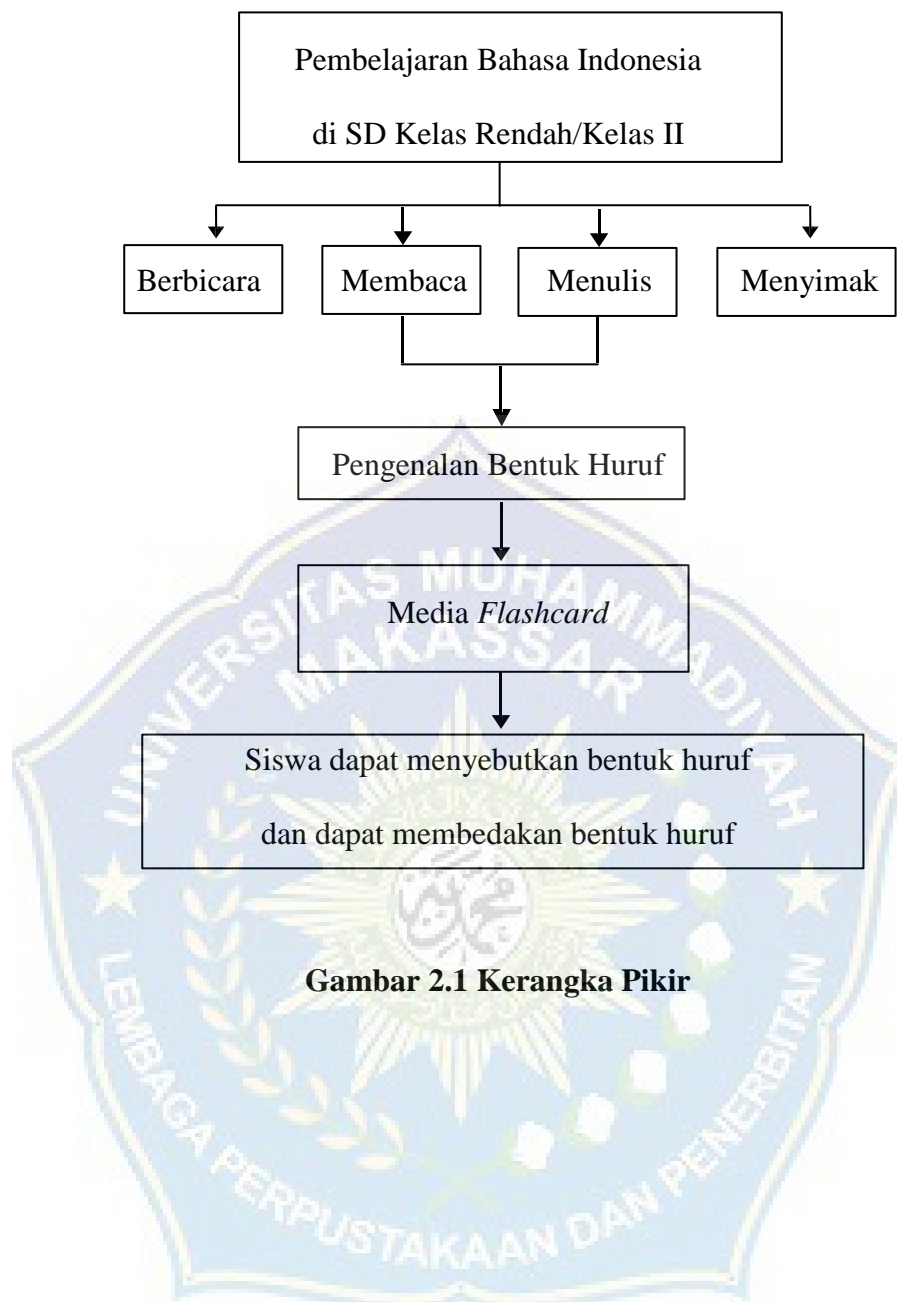 Pembelajaran Bahasa Indonesia
di SD Kelas Rendah/Kelas II
Berbicara
Membaca
Menulis
Menyimak
Pengenalan Bentuk Huruf
Media Flashcard
Siswa dapat menyebutkan bentuk huruf
dan dapat membedakan bentuk huruf
Gambar 2.1 Kerangka Pikir
UNIVERSITAS MUHAMMADIYAH
MAKASSAR
LEMBAGA PERPUSTAKAAN DAN PENERBITAN